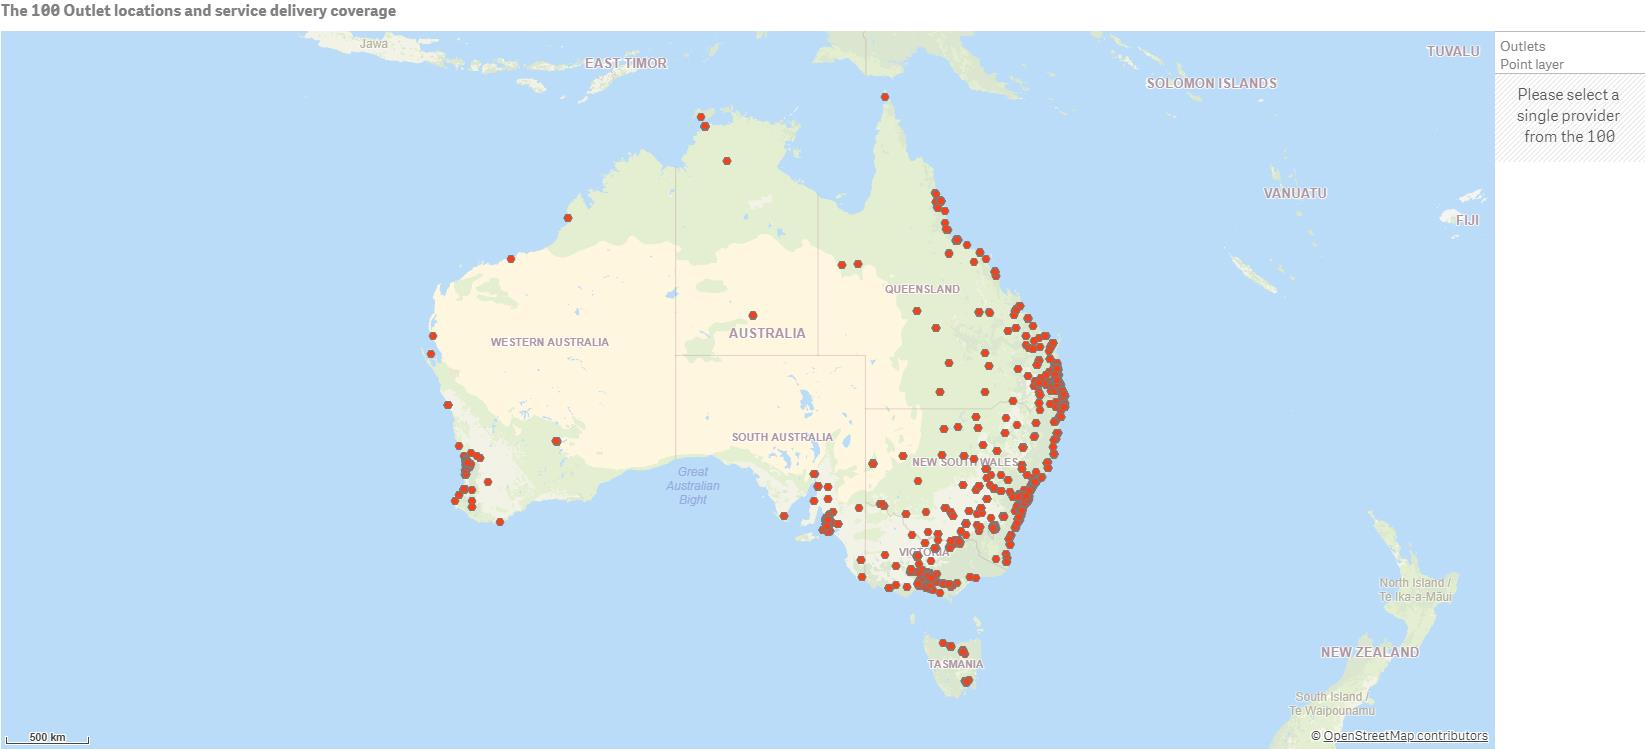 The 100 Outlet locations and service delivery coverage
Outlets
Point layer
Please select a
single provider
from the 100
Jawa
EAST TIMOR
TUVALU
SOLOMON ISLANDS
VANUATU
FIJI
QUEENSLAND
AUSTRALIA
WESTERN AUSTRALIA
SOUTH AUSTRALIA
NEW SOUTH WALES
Great
Australian
Bight
VICTORIA
TASMANIA
North Island /
Te Ika-a-Māui
NEW ZEALAND
South Island /
Te Waipounamu
500 km
© OpenStreetMap contributors